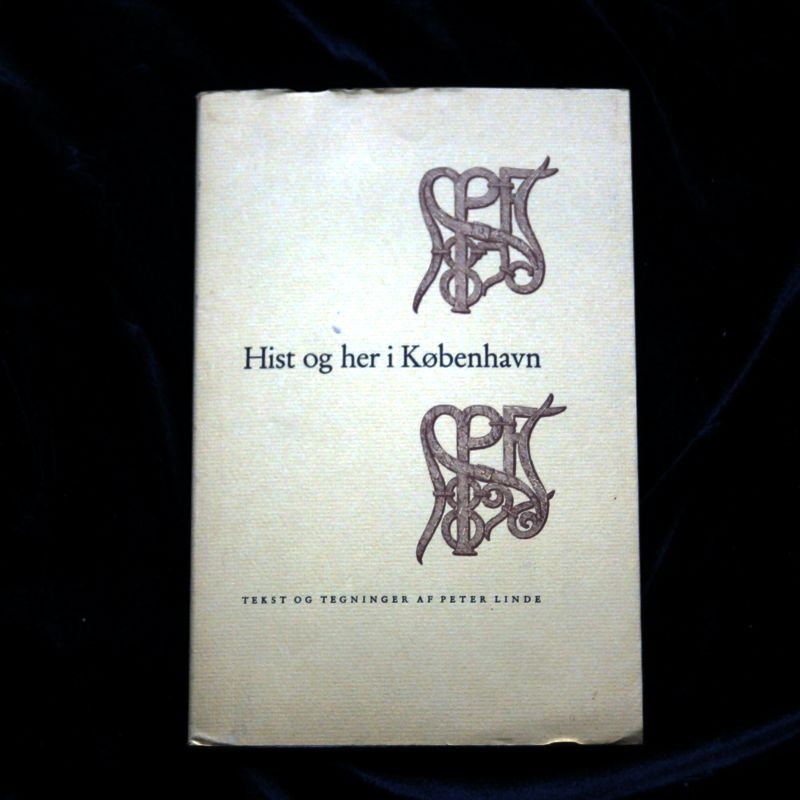 Hist og her i København
TEKST OG TEGNINGER AF PETER LINDE